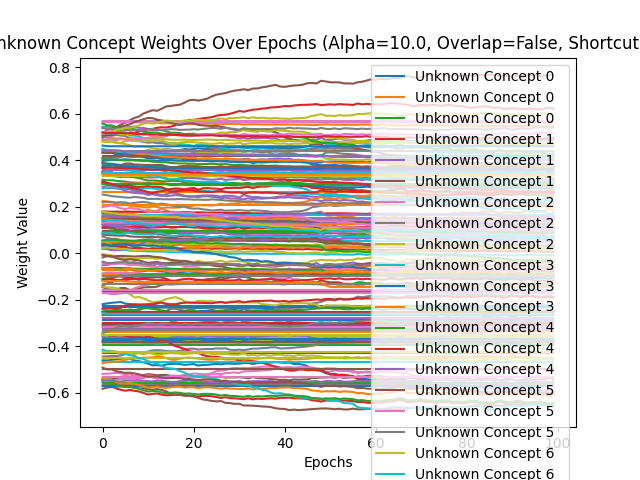 nknown Concept Weights Over Epochs (Alpha=10.0, Overlap=False, Shortcut
Weight Value
0.8
0.6
0.4
0.2
0.0
−0.2
−0.4
−0.6
Unknown Concept 0
Unknown Concept 0
Unknown Concept 0
Unknown Concept 1
Unknown Concept 1
Unknown Concept 1
Unknown Concept 2
Unknown Concept 2
Unknown Concept 2
Unknown Concept 3
Unknown Concept 3
Unknown Concept 3
Unknown Concept 4
Unknown Concept 4
Unknown Concept 4
Unknown Concept 5
Unknown Concept 5
Unknown Concept 5
Unknown Concept 6
Unknown Concept 6
0 20 40 60 80 100
Epochs